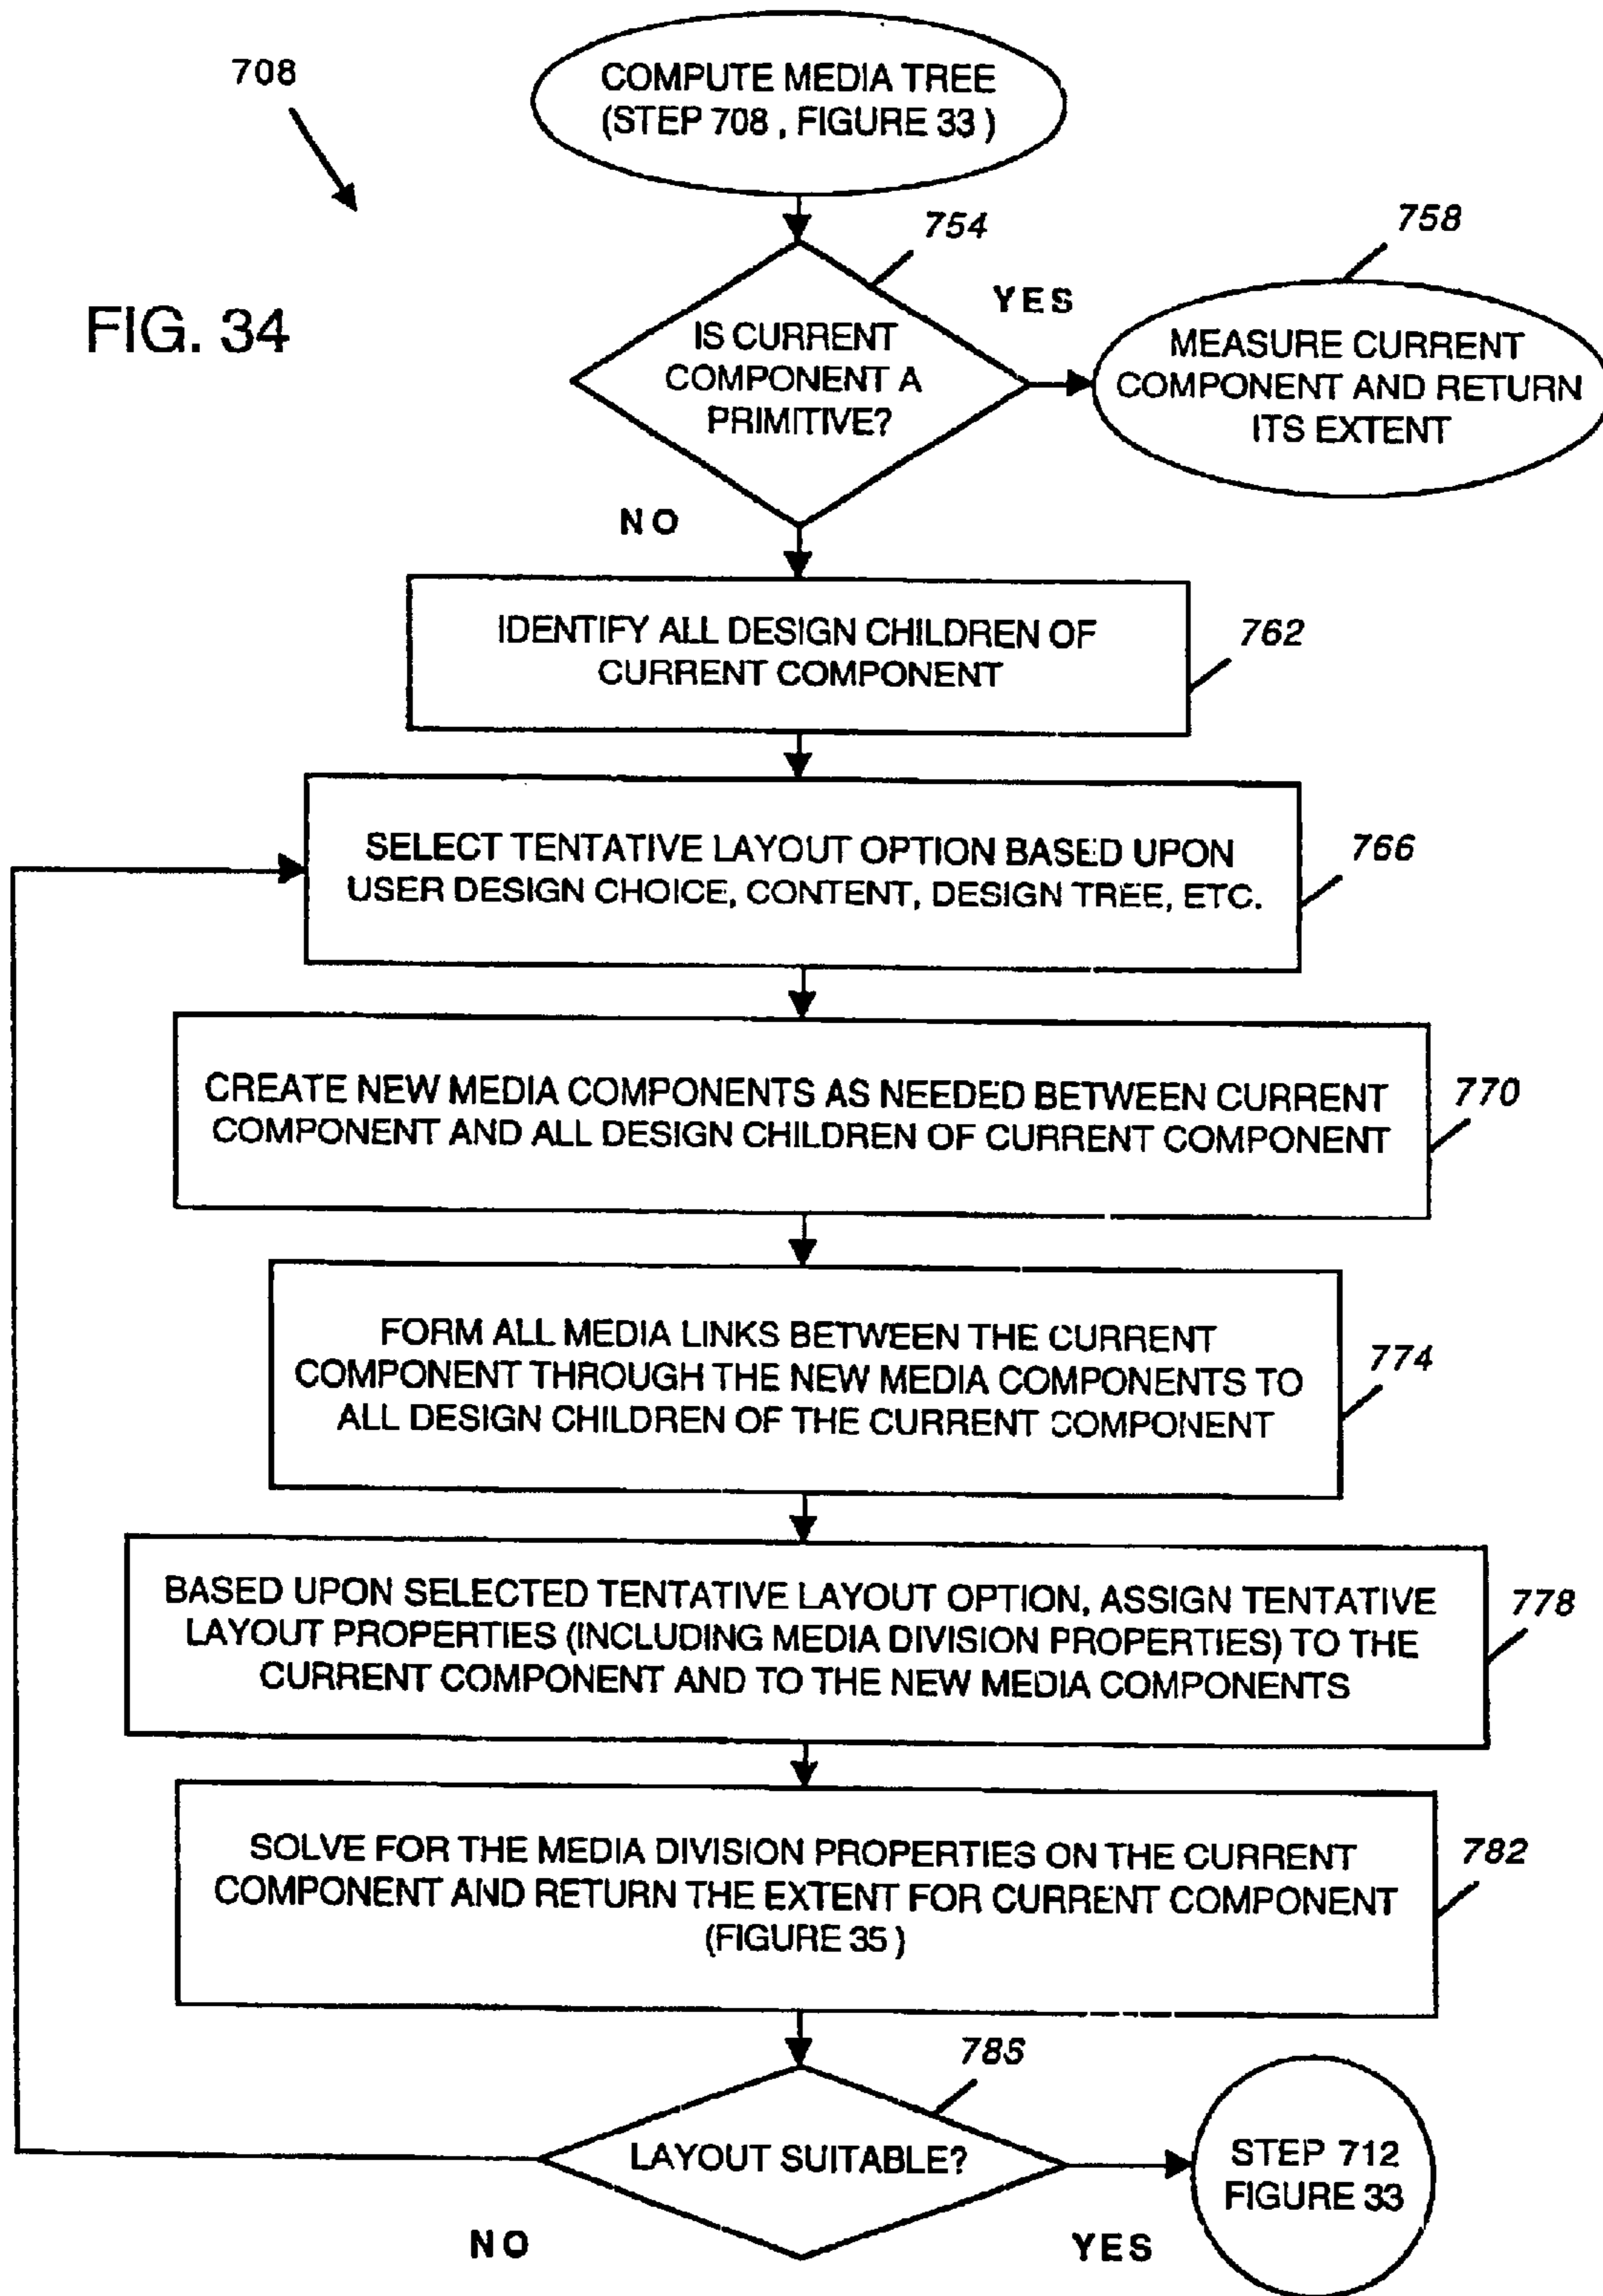 708
COMPUTE MEDIA TREE
(STEP 708 , FIGURE 33 )
754
758
FIG. 34
YES
IS CURRENT
COMPONENT A
PRIMITIVE?
MEASURE CURRENT
COMPONENT AND RETURN
ITS EXTENT
NO
IDENTIFY ALL DESIGN CHILDREN OF
CURRENT COMPONENT
762
SELECT TENTATIVE LAYOUT OPTION BASED UPON
USER DESIGN CHOICE, CONTENT, DESIGN TREE, ETC.
766
CREATE NEW MEDIA COMPONENTS AS NEEDED BETWEEN CURRENT
COMPONENT AND ALL DESIGN CHILDREN OF CURRENT COMPONENT
770
FORM ALL MEDIA LINKS BETWEEN THE CURRENT
COMPONENT THROUGH THE NEW MEDIA COMPONENTS TO
ALL DESIGN CHILDREN OF THE CURRENT COMPONENT
774
BASED UPON SELECTED TENTATIVE LAYOUT OPTION, ASSIGN TENTATIVE
LAYOUT PROPERTIES (INCLUDING MEDIA DIVISION PROPERTIES) TO THE
CURRENT COMPONENT AND TO THE NEW MEDIA COMPONENTS
778
SOLVE FOR THE MEDIA DIVISION PROPERTIES ON THE CURRENT
COMPONENT AND RETURN THE EXTENT FOR CURRENT COMPONENT
(FIGURE 35 )
782
LAYOUT SUITABLE?
STEP 712
FIGURE 33
NO
YES